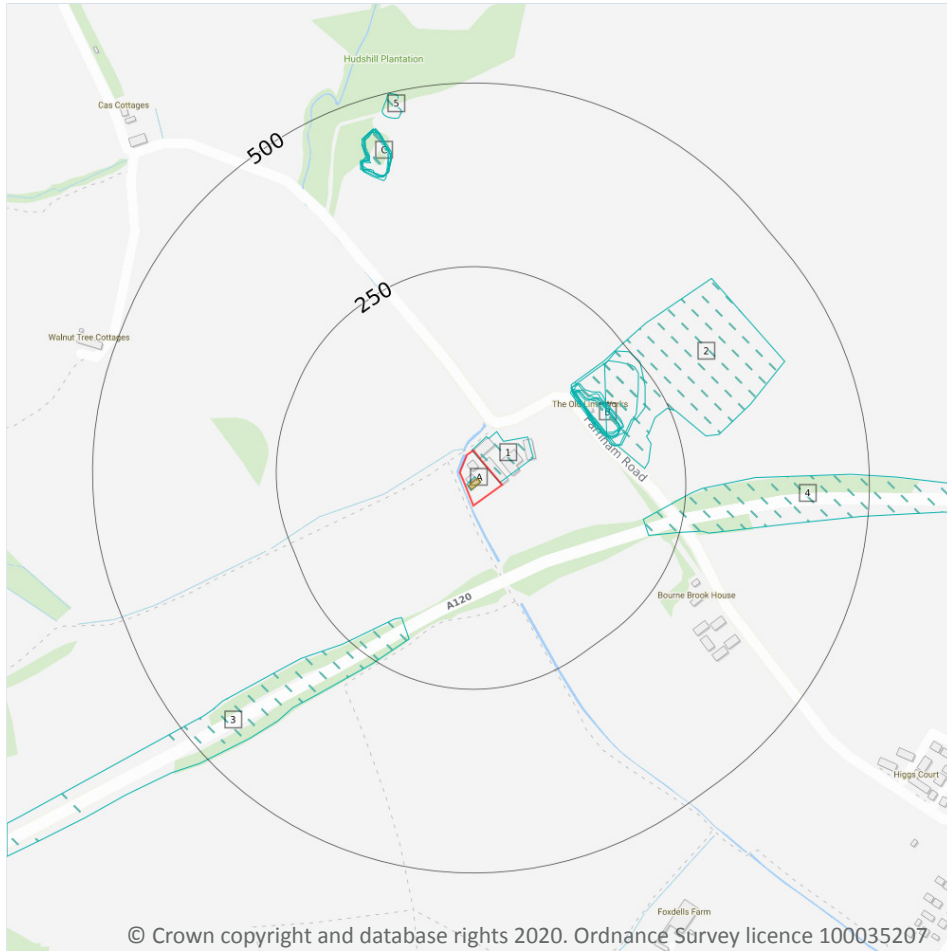 Hudshill Plantation
5
Cas Cottages
500
C
250
Walnut Tree Cottages
2
The Old Lime Works
B
1
Farnham Road
A
4
Bourne Brook House
A120
3
Higgs Court
Foxdells Farm
© Crown copyright and database rights 2020. Ordnance Survey licence 100035207